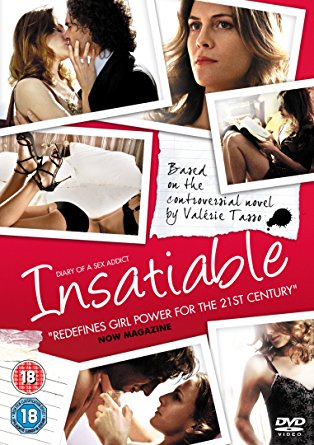 Based
on the
controversial novel
by Valérie Tasso
DIARY OF A SEX ADDICT
Insatiable
"REDEFINES GIRL POWER FOR THE 21ST CENTURY"
NOW MAGAZINE
18
18
DVD
VIDEO